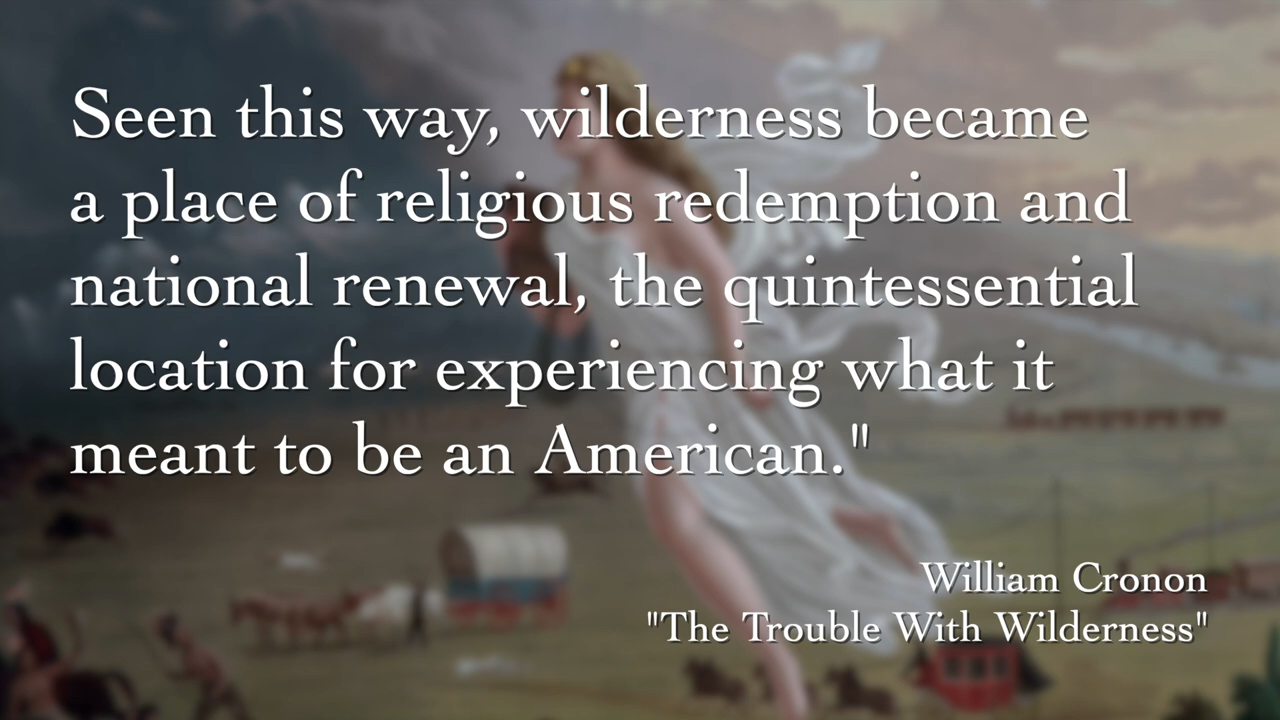 Seen this way, wilderness became
a place of religious redemption and
national renewal, the quintessential
location for experiencing what it
meant to be an American."
William Cronon
"The Trouble With Wilderness"